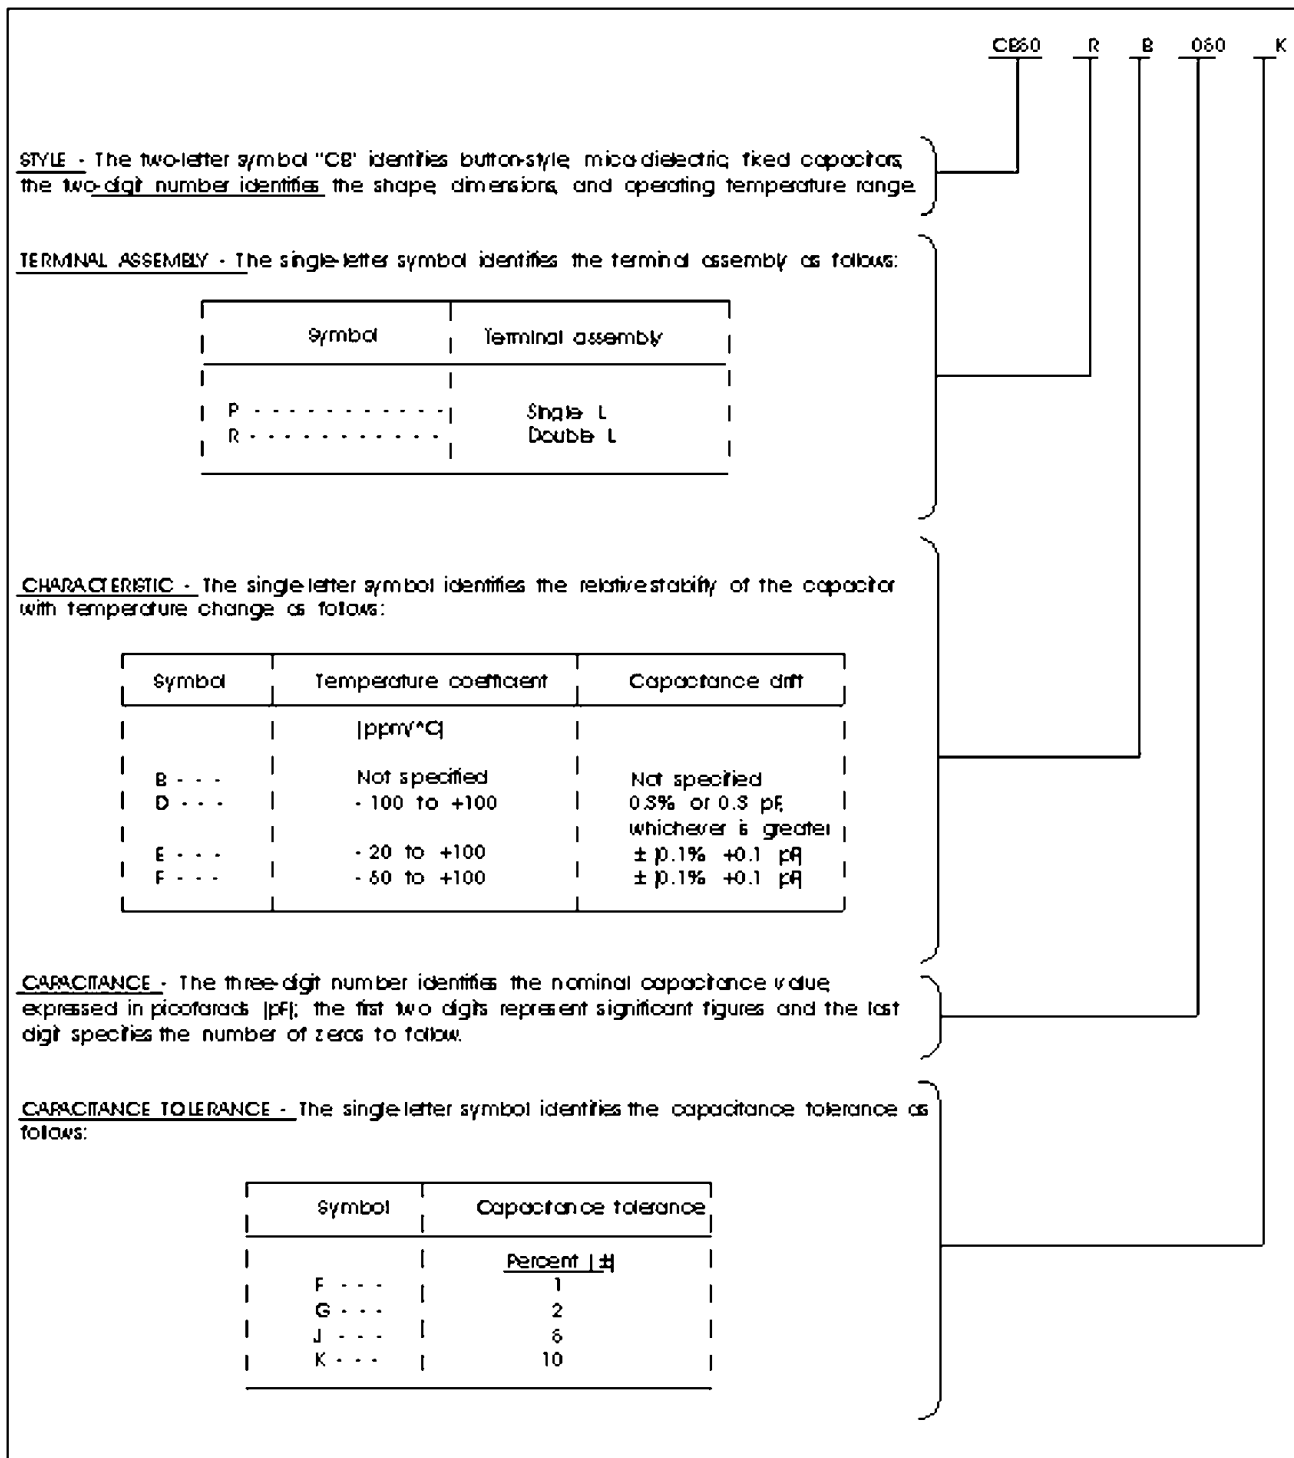 CB60 R B 060 K
STYLE - The two-letter symbol "CB" identifies button-style, mica-dielectric, fixed capacitors,
the two-digit number identifies the shape, dimensions, and operating temperature range.
TERMINAL ASSEMBLY - The single-letter symbol identifies the terminal assembly as follows:
Symbol Terminal assembly
P - - - - - - - - - - - Single L
R - - - - - - - - - - - Double L
CHARACTERISTIC - The single-letter symbol identifies the relative stability of the capacitor
with temperature change as follows:
Symbol Temperature coefficient Capacitance drift
(ppm/°C)
B - - - Not specified Not specified
D - - - - 100 to +100 0.3% or 0.3 pF,
whichever is greater
E - - - - 20 to +100 ± (0.1% +0.1 pF)
F - - - to +100 ± (0.1% +0.1 pF)
CAPACITANCE - The three-digit number identifies the nominal capacitance value,
expressed in picofarads (pF); the first two digits represent significant figures and the last
digit specifies the number of zeros to follow.
CAPACITANCE TOLERANCE - The single-letter symbol identifies the capacitance tolerance as
follows:
Symbol Capacitance tolerance
Percent (±)
F - - - 1
G - - - 2
J - - -
K - - - 10